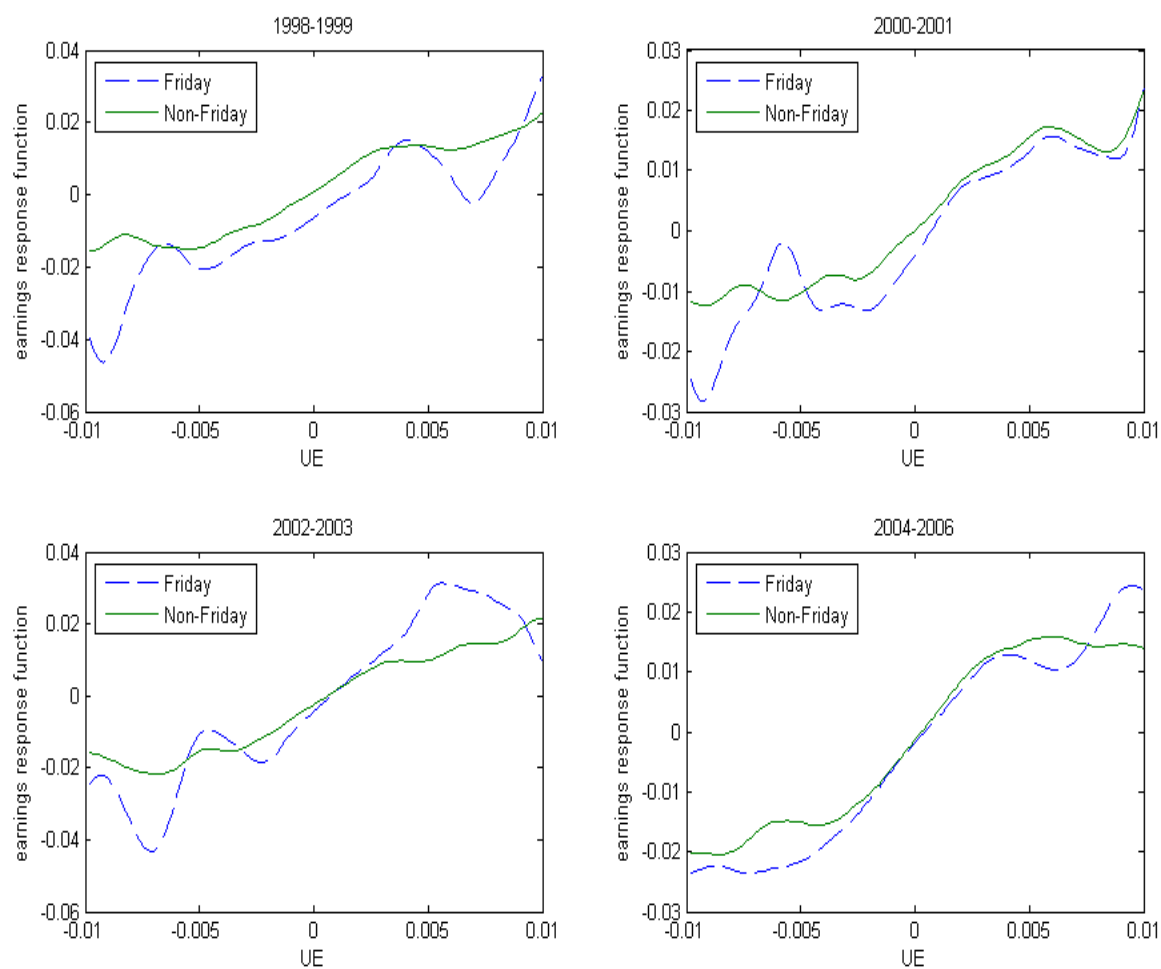 1998-1999
0.04
0.02
0
-0.02
-0.04
-0.06
earnings response function
Friday
Non-Friday
-0.01 -0.005 0 0.005 0.01
UE
2000-2001
0.03
0.02
0.01
0
-0.01
-0.02
-0.03
earnings response function
Friday
Non-Friday
-0.01 -0.005 0 0.005 0.01
UE
2002-2003
0.04
0.02
0
-0.02
-0.04
-0.06
earnings response function
Friday
Non-Friday
-0.01 -0.005 0 0.005 0.01
UE
2004-2006
0.03
0.02
0.01
0
-0.01
-0.02
-0.03
earnings response function
Friday
Non-Friday
-0.01 -0.005 0 0.005 0.01
UE